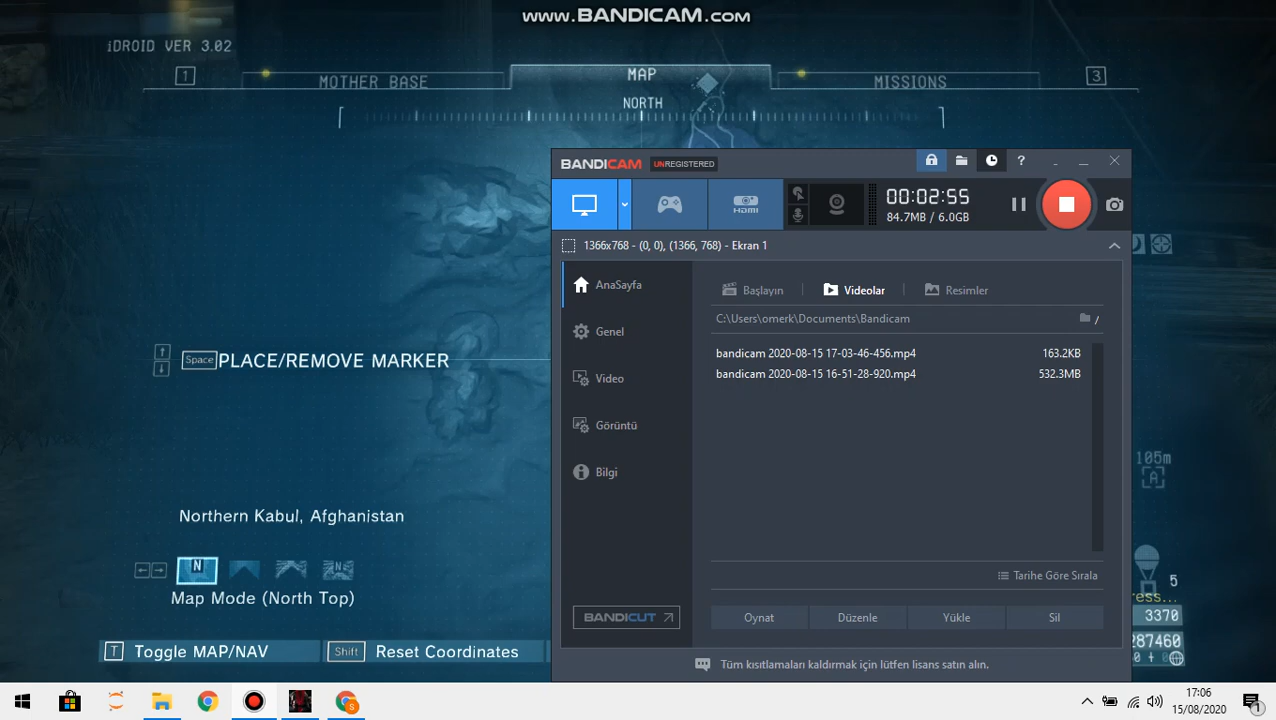 www.BANDICAM.com
iDROID VER 3.02
1
MOTHER BASE
MAP
MISSIONS
3
NORTH
BANDICAM UNREGISTERED
?
HDMI
00:02:55
84.7MB / 6.0GB
1366x768 - (0, 0), (1366, 768) - Ekran 1
AnaSayfa
Genel
Video
Görüntü
Bilgi
Başlayın
Videolar
Resimler
C:\Users\omerk\Documents\Bandicam
/
bandicam 2020-08-15 17-03-46-456.mp4 163.2KB
bandicam 2020-08-15 16-51-28-920.mp4 532.3MB
Space PLACE/REMOVE MARKER
105m
A
Northern Kabul, Afghanistan
N
N
Map Mode (North Top)
Tarihe Göre Sırala
5
ress...
3370
287460
BANDICUT
Oynat
Düzenle
Yükle
Sil
T Toggle MAP/NAV
Shift Reset Coordinates
0 + 0
Tüm kısıtlamaları kaldırmak için lütfen lisans satın alın.
17:06
15/08/2020
1